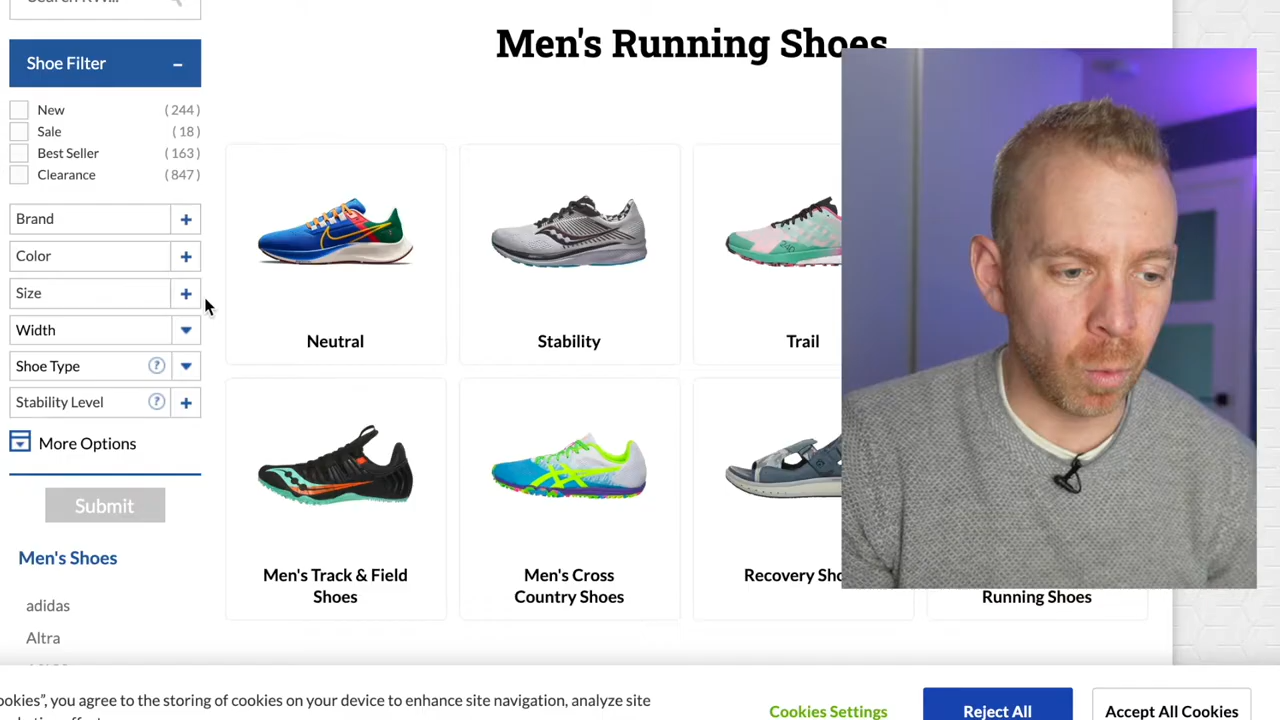 Men's Running Shoes
Shoe Filter
New (244)
Sale (18)
Best Seller (163)
Clearance (847)
Brand
Color
Size
Width
Shoe Type ?
Stability Level ?
More Options
Submit
Men's Shoes
adidas
Altra
Neutral
Stability
Trail
Men's Track & Field
Shoes
Men's Cross
Country Shoes
Recovery
Running Shoes
you agree to the storing of cookies on your device to enhance site navigation, analyze site
Cookies Settings
Reject All
Accept All Cookies